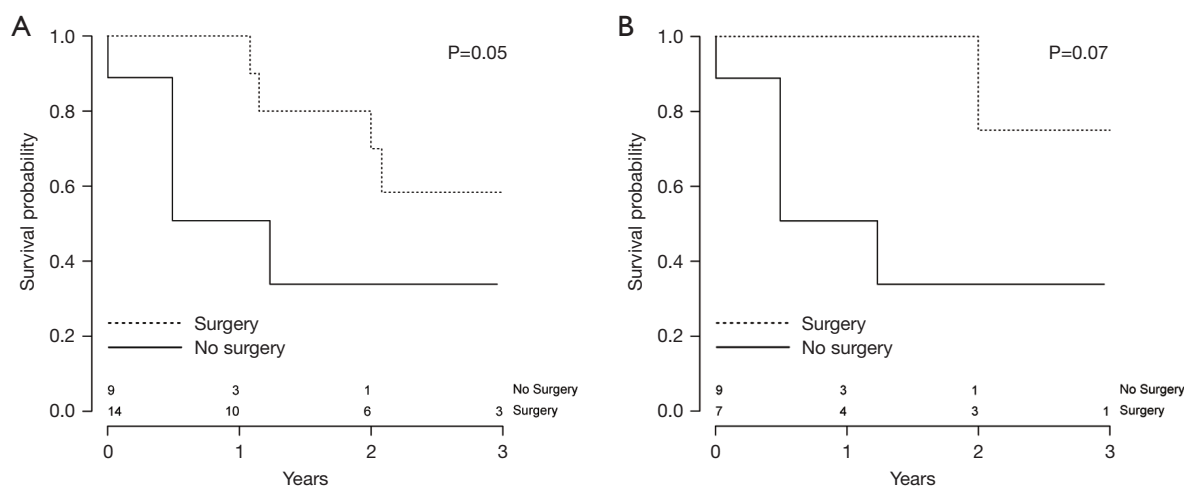 A
P=0.05
Survival probability
1.0
0.8
0.6
0.4
0.2
0.0
Surgery
No surgery
9 3 1 No Surgery
14 10 6 3 Surgery
0 1 2 3
Years
B
P=0.07
Survival probability
1.0
0.8
0.6
0.4
0.2
0.0
Surgery
No surgery
9 3 1 No Surgery
7 4 3 1 Surgery
0 1 2 3
Years